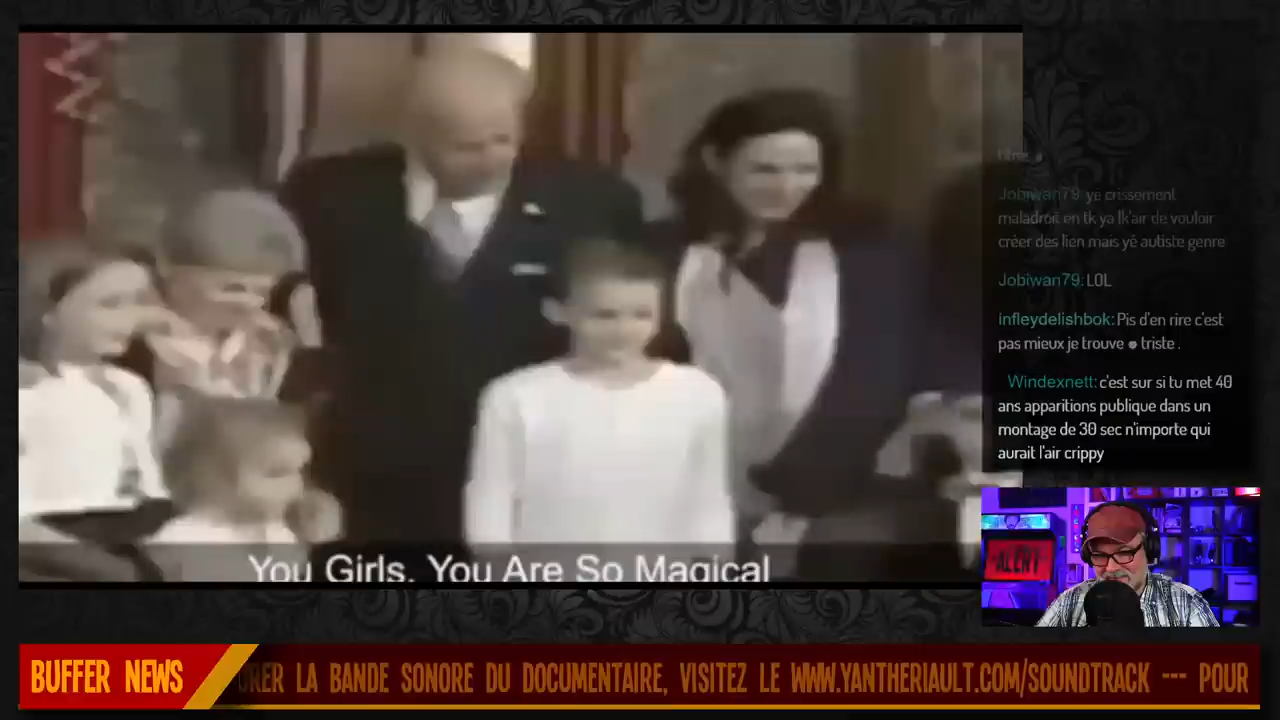 Jobiwan79: ye crissement
maladroit en tk ya lk'air de vouloir
créer des lien mais yé autiste genre
Jobiwan79: LOL
infleydelishbok: Pis d'en rire c'est
pas mieux je trouve triste .
Windexnett: c'est sur si tu met 40
ans apparitions publique dans un
montage de 30 sec n'importe qui
aurait l'air crippy
You Girls, You Are So Magical
ALERT
BUFFER NEWS
RER LA BANDE SONORE DU DOCUMENTAIRE, VISITEZ LE WWW.YANTHERIAULT.COM/SOUNDTRACK --- POUR